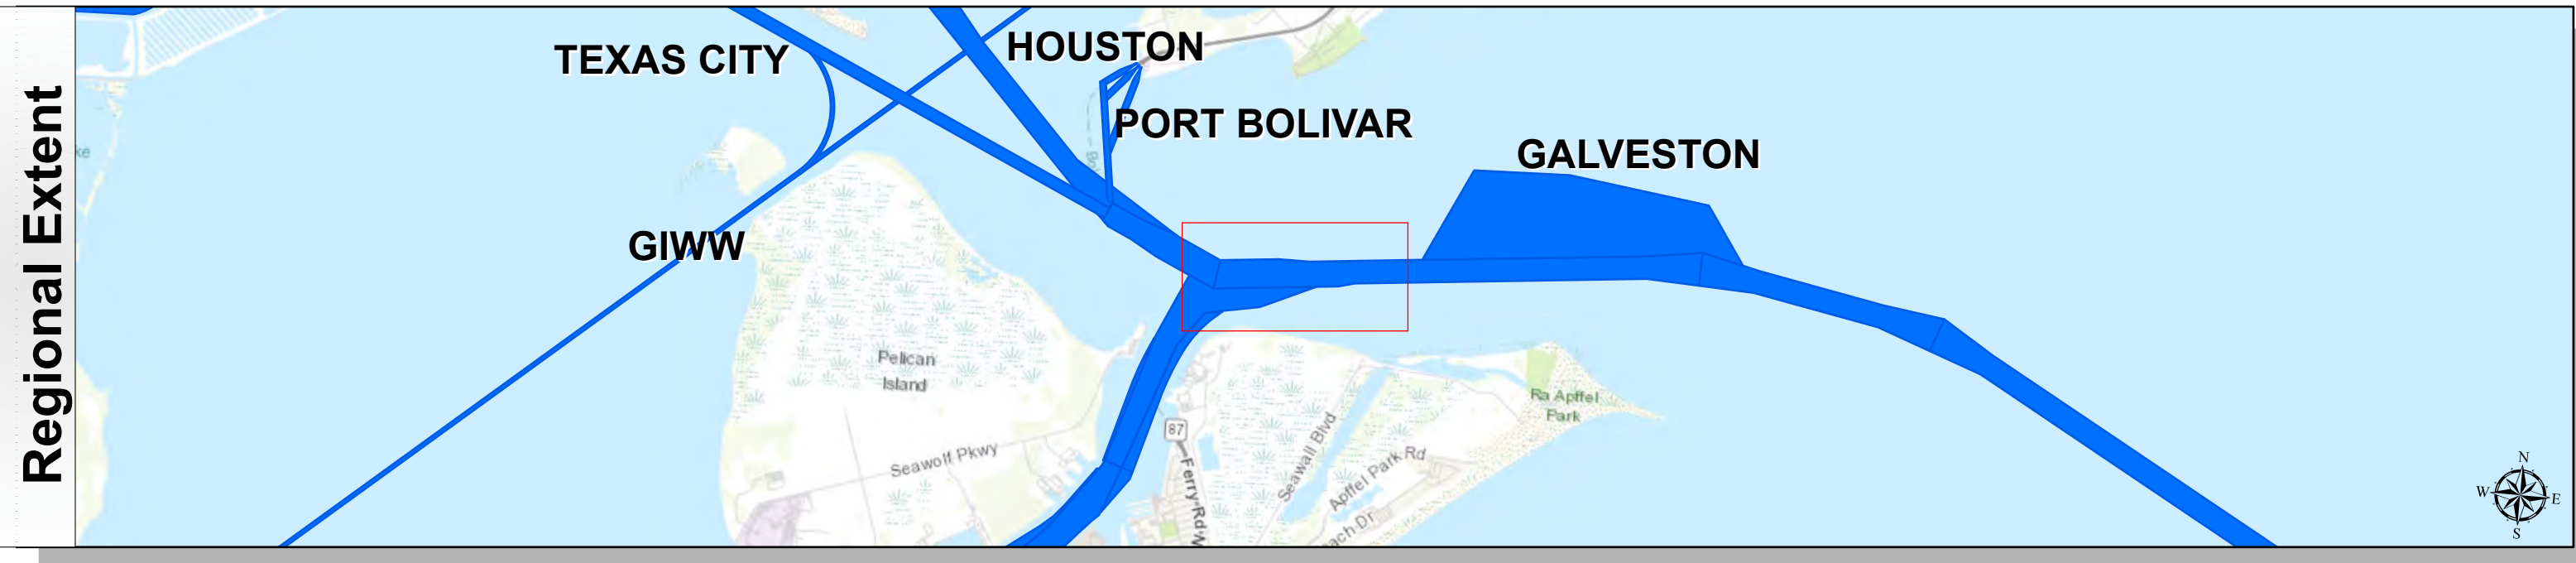 Regional Extent
TEXAS CITY
HOUSTON
PORT BOLIVAR
GALVESTON
GIWW
Pelican
Island
Seawolf Pkwy
87
Ferry Rd
Seawall Blvd
Apffel Park Rd
Ra Apffel
Park
N
W
E
S